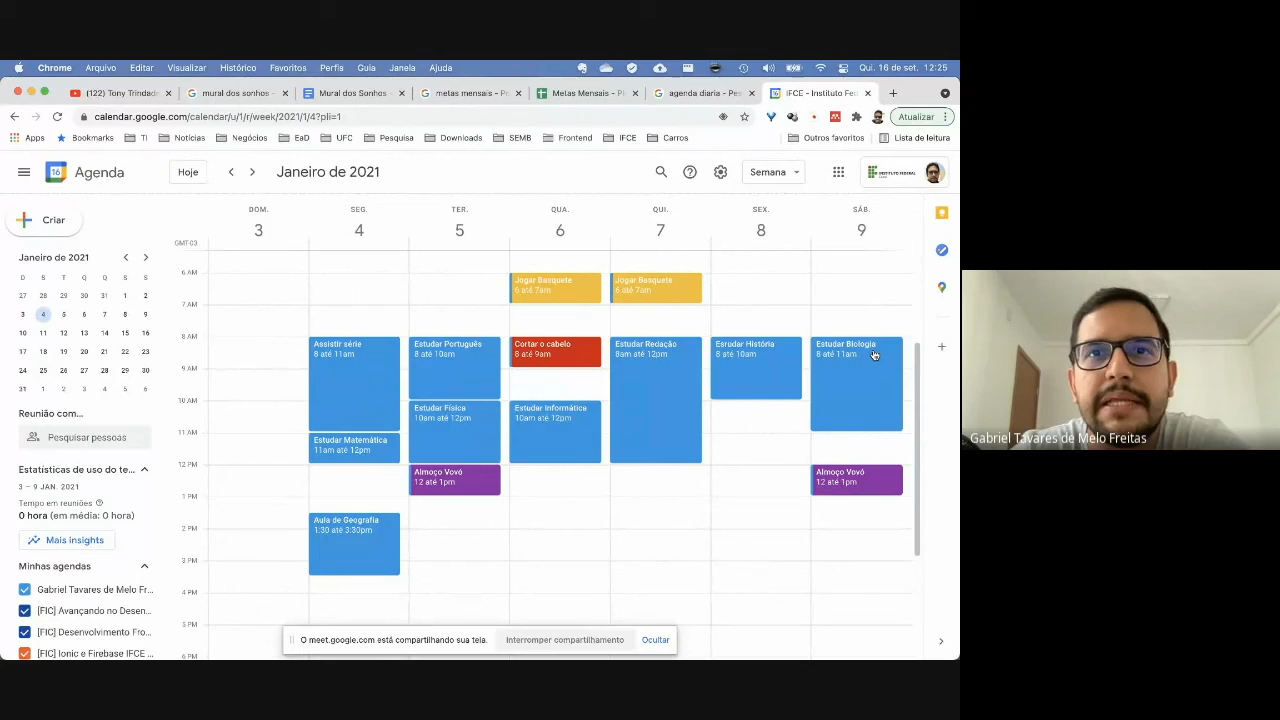 Chrome Arquivo Editar Visualizar Histórico Favoritos Perfis Guia Janela Ajuda Qui. 16 de set. 12:25
(122) Tony Trindade mural dos sonhos - Mural dos Sonhos - metas mensais - Pe Metas Mensais - Pl agenda diaria - Pes IFCE - Instituto Fed
calendar.google.com/calendar/u/1/r/week/2021/1/4?pli=1 Atualizar
Apps Bookmarks TI Notícias Negócios EaD UFC Pesquisa Downloads SEMB Frontend IFCE Carros Outros favoritos Lista de leitura
16 Agenda Hoje Janeiro de 2021 Semana INSTITUTO FEDERAL
Criar
DOM. SEG. TER. QUA. QUI. SEX. SÁB.
3 4 5 6 7 8 9
GMT-03
Janeiro de 2021
D S T Q Q S S
27 28 29 30 31 1 2
3 4 5 6 7 8 9
10 11 12 13 14 15 16
17 18 19 20 21 22 23
24 25 26 27 28 29 30
31 1 2 3 4 5 6
Reunião com...
Pesquisar pessoas
Estatísticas de uso do te...
3 – 9 JAN. 2021
Tempo em reuniões
0 hora (em média: 0 hora)
Mais insights
Minhas agendas
Gabriel Tavares de Melo Fr...
[FIC] Avançando no Desen...
[FIC] Desenvolvimento Fro...
[FIC] Ionic e Firebase IFCE ...
6 AM
7 AM
8 AM
9 AM
10 AM
11 AM
12 PM
1 PM
2 PM
3 PM
4 PM
5 PM
6 PM
Assistir série
8 até 11am
Estudar Matemática
11am até 12pm
Aula de Geografia
1:30 até 3:30pm
Estudar Português
8 até 10am
Estudar Física
10am até 12pm
Almoço Vovó
12 até 1pm
Jogar Basquete
6 até 7am
Cortar o cabelo
8 até 9am
Estudar Informática
10am até 12pm
Jogar Basquete
6 até 7am
Estudar Redação
8am até 12pm
Esrudar História
8 até 10am
Estudar Biologia
8 até 11am
Almoço Vovó
12 até 1pm
O meet.google.com está compartilhando sua tela. Interromper compartilhamento Ocultar
Gabriel Tavares de Melo Freitas